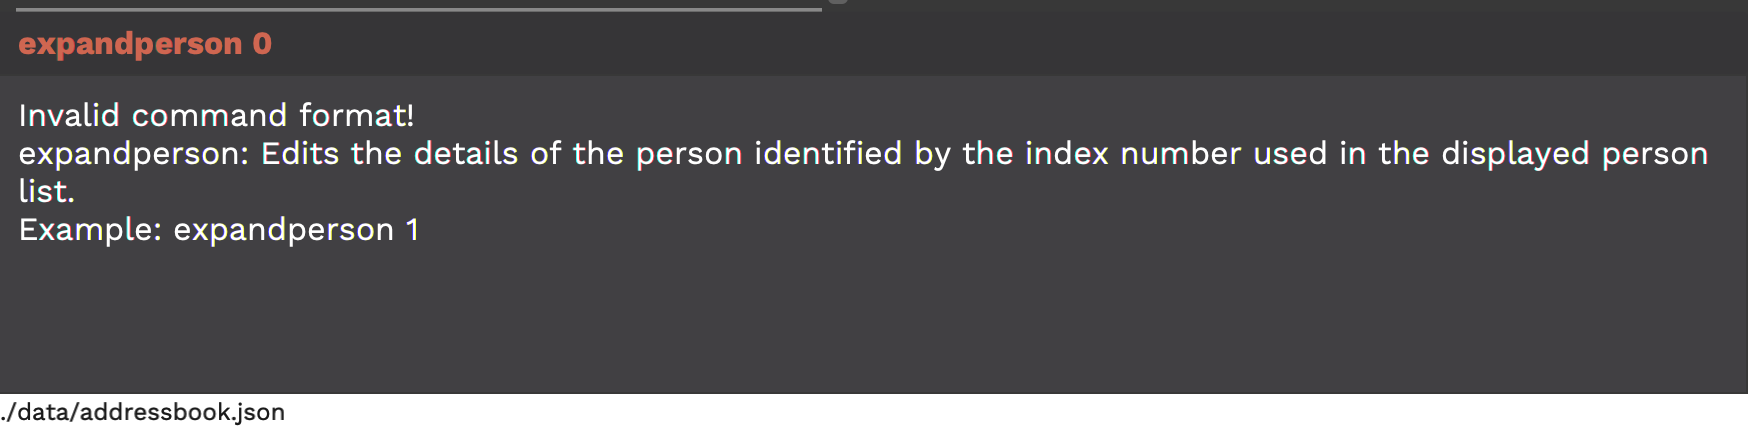 expandperson 0
Invalid command format!
expandperson: Edits the details of the person identified by the index number used in the displayed person
list.
Example: expandperson 1
./data/addressbook.json